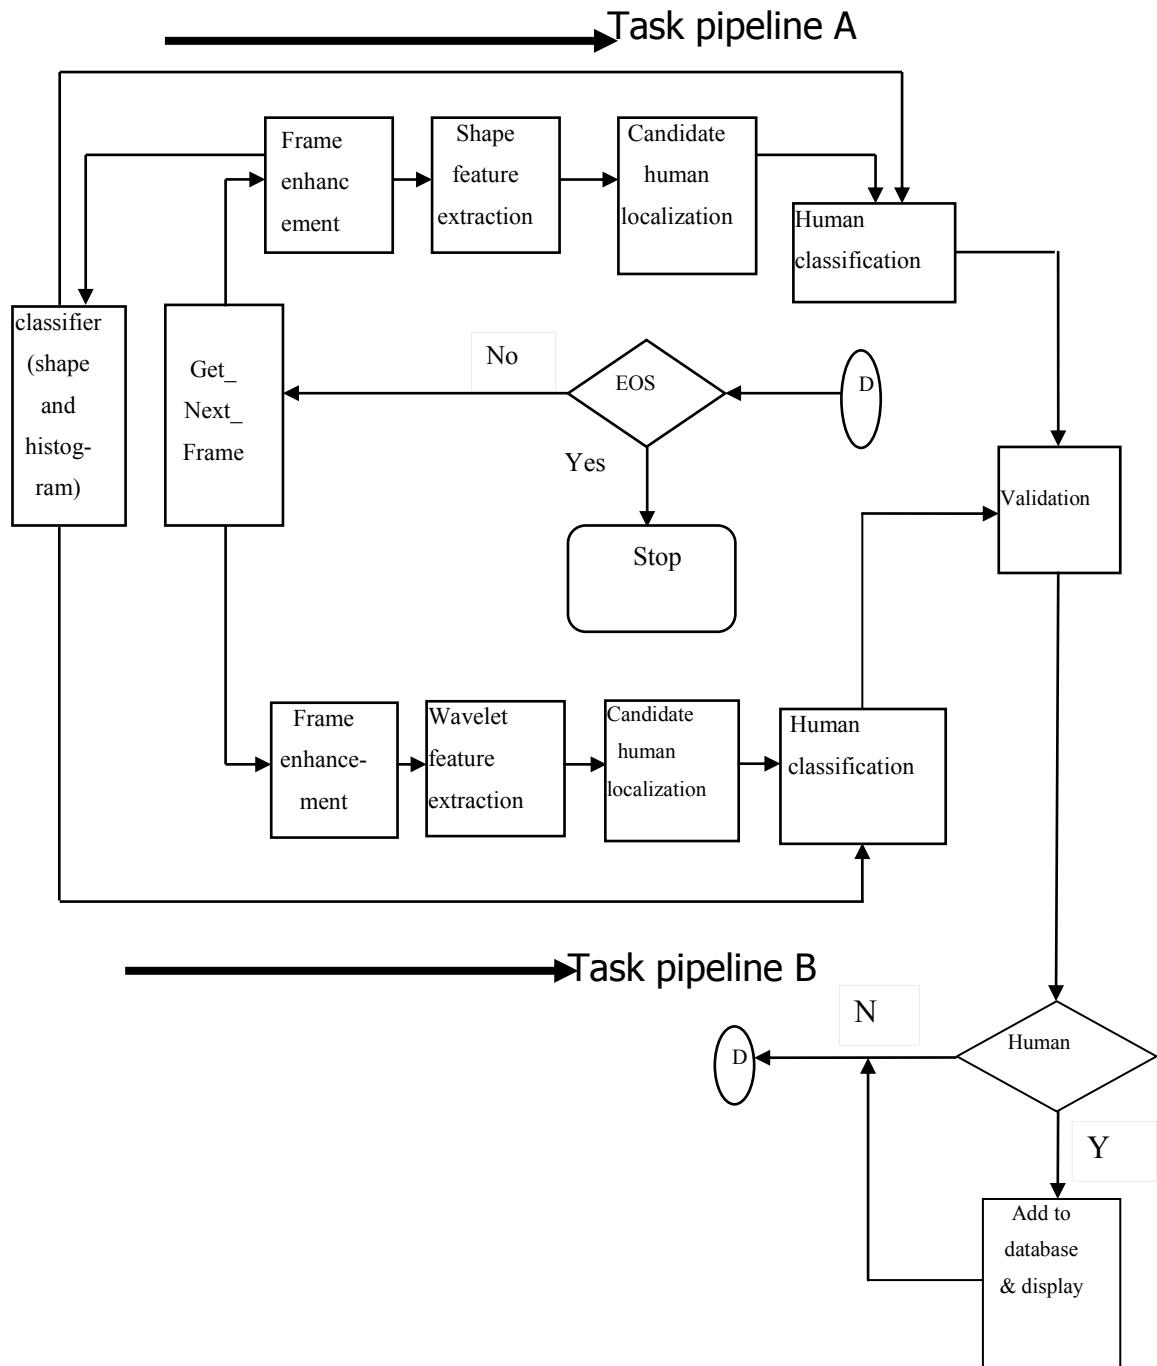 Task pipeline A
Frame
enhanc
ement
Shape
feature
extraction
Candidate
human
localization
Human
classification
classifier
(shape
and
histog-
ram)
Get_
Next_
Frame
No
EOS
D
Yes
Stop
Validation
Frame
enhance-
ment
Wavelet
feature
extraction
Candidate
human
localization
Human
classification
Task pipeline B
N
D
Human
Y
Add to
database
& display